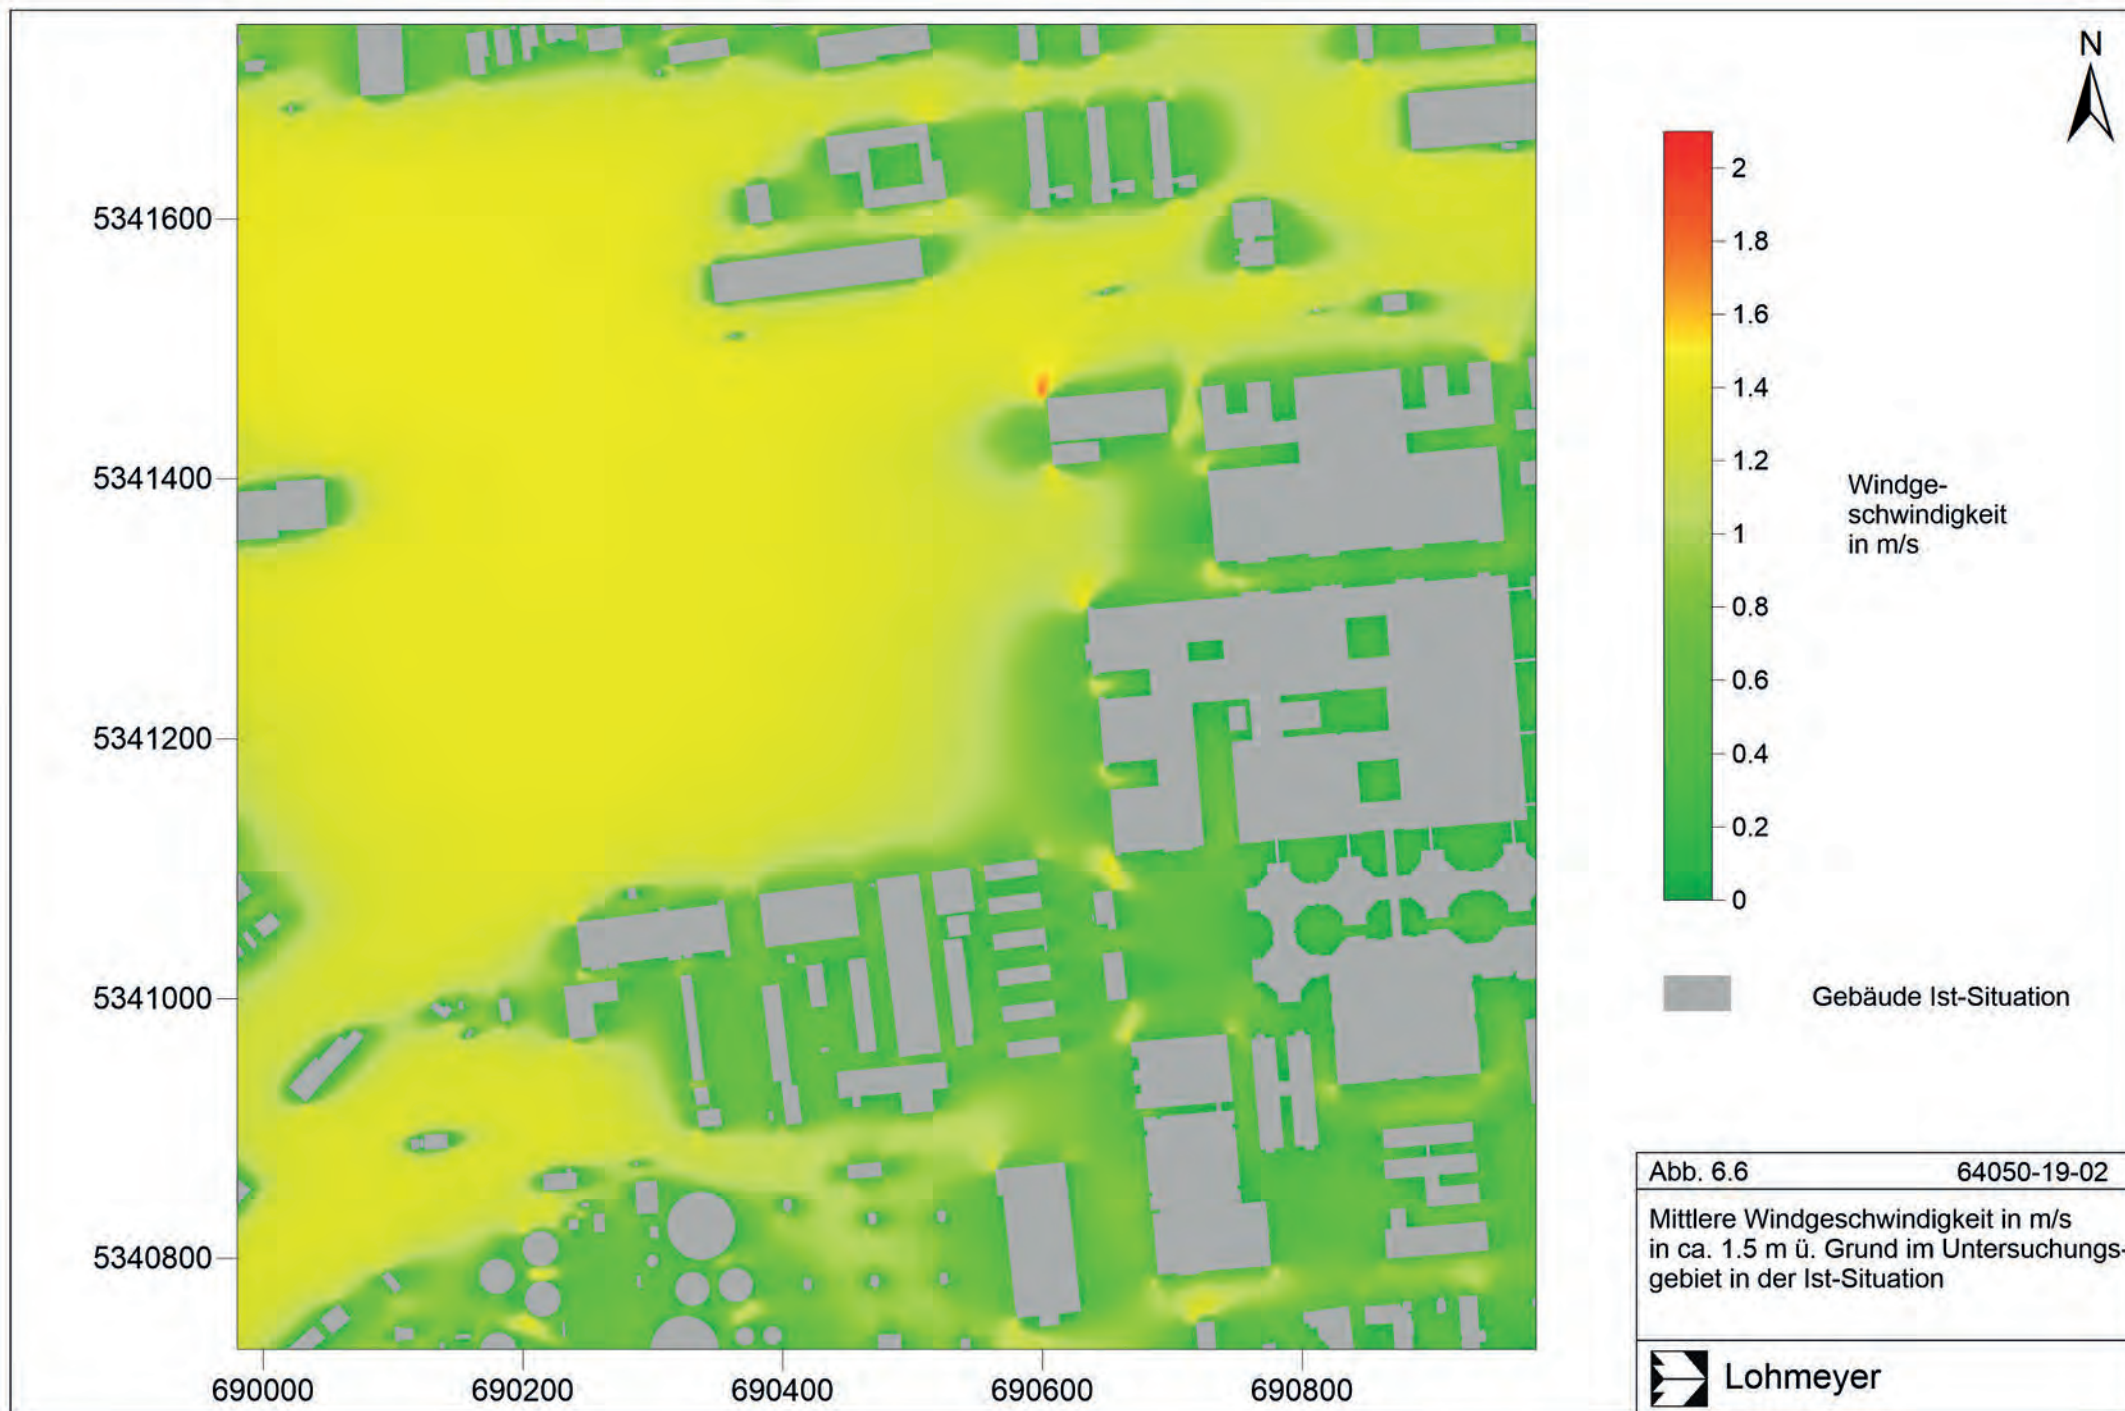 N
5341600
5341400
5341200
5341000
5340800
690000
690200
690400
690600
690800
2
1.8
1.6
1.4
1.2
1
0.8
0.6
0.4
0.2
0
Windge-
schwindigkeit
in m/s
Gebäude Ist-Situation
Abb. 6.6 64050-19-02
Mittlere Windgeschwindigkeit in m/s
in ca. 1.5 m ü. Grund im Untersuchungs-
gebiet in der Ist-Situation
Lohmeyer